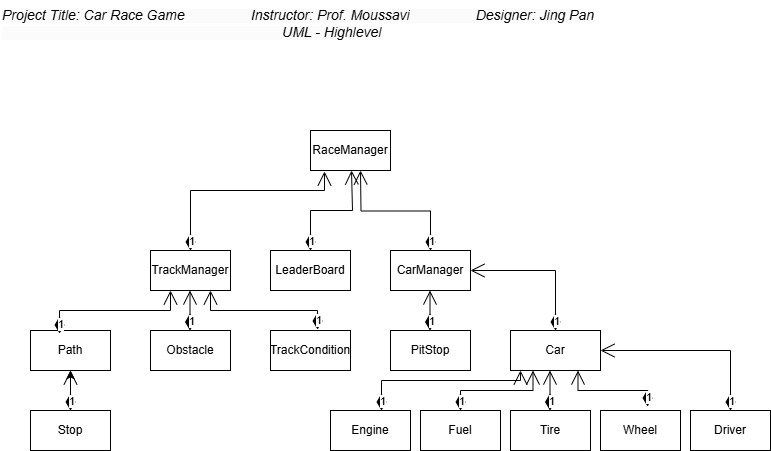 Project Title: Car Race Game Instructor: Prof. Moussavi Designer: Jing Pan
UML - Highlevel
RaceManager
1 1 1
TrackManager LeaderBoard CarManager
1 1 1 1 1
Path Obstacle TrackCondition PitStop Car
1 1 1 1 1 1
Stop Engine Fuel Tire Wheel Driver